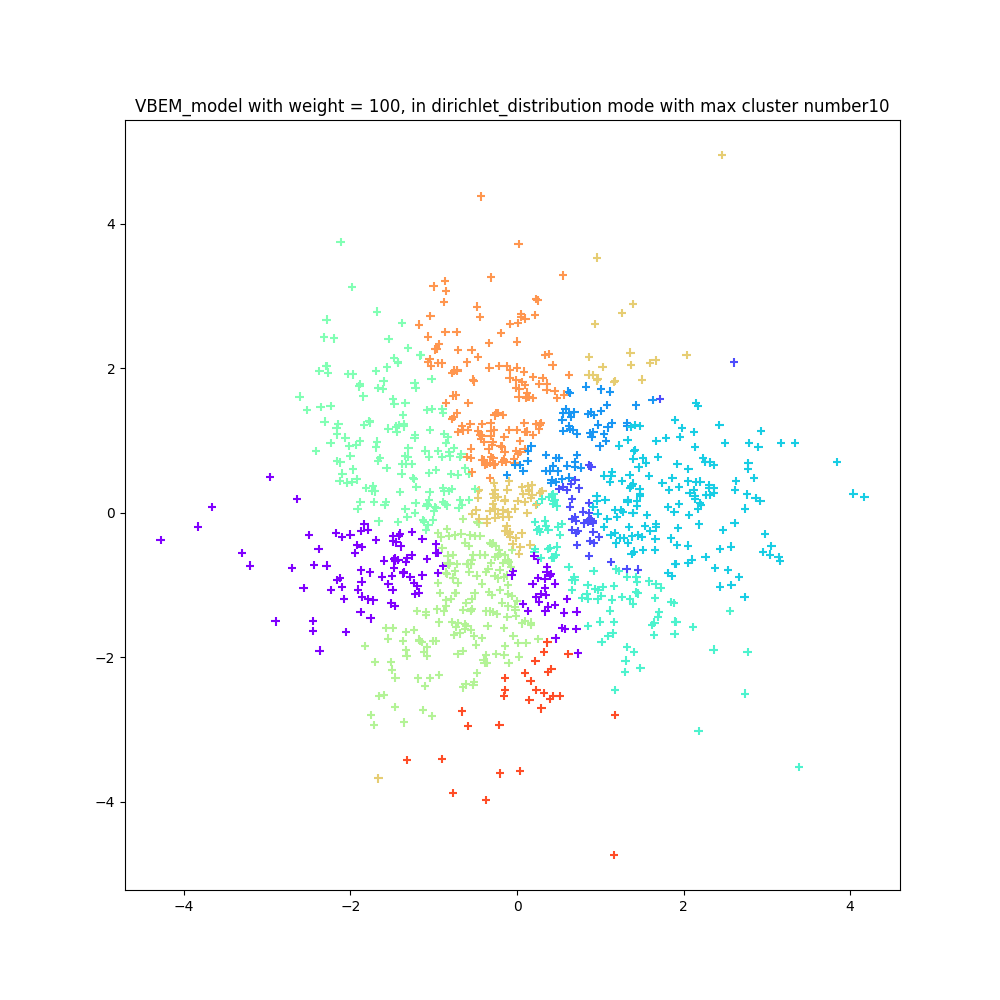 VBEM_model with weight = 100, in dirichlet_distribution mode with max cluster number10
4
2
0
−2
−4
−4 −2 0 2 4